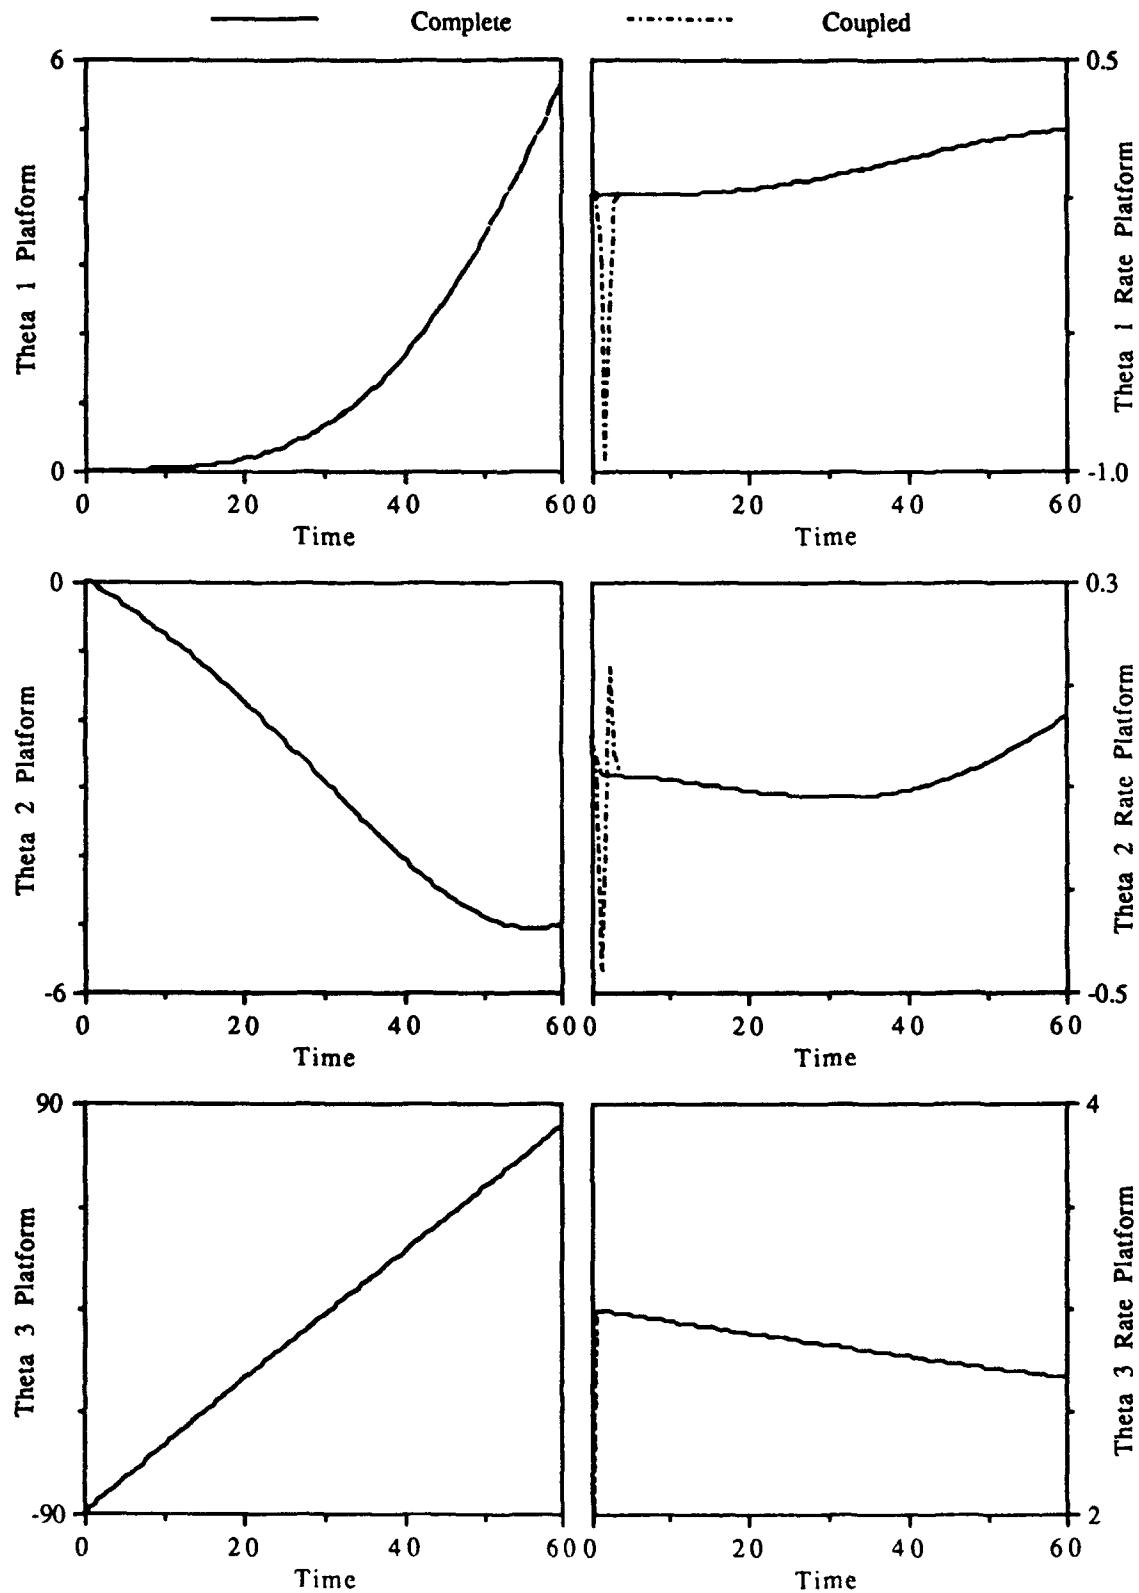 Complete Coupled
6
Theta 1 Platform
0
0 20 40 60
Time
0.5
Theta 1 Rate Platform
-1.0
0 20 40 60
Time
0
Theta 2 Platform
-6
0 20 40 60
Time
0.3
Theta 2 Rate Platform
-0.5
0 20 40 60
Time
90
Theta 3 Platform
-90
0 20 40 60
Time
4
Theta 3 Rate Platform
2
0 20 40 60
Time